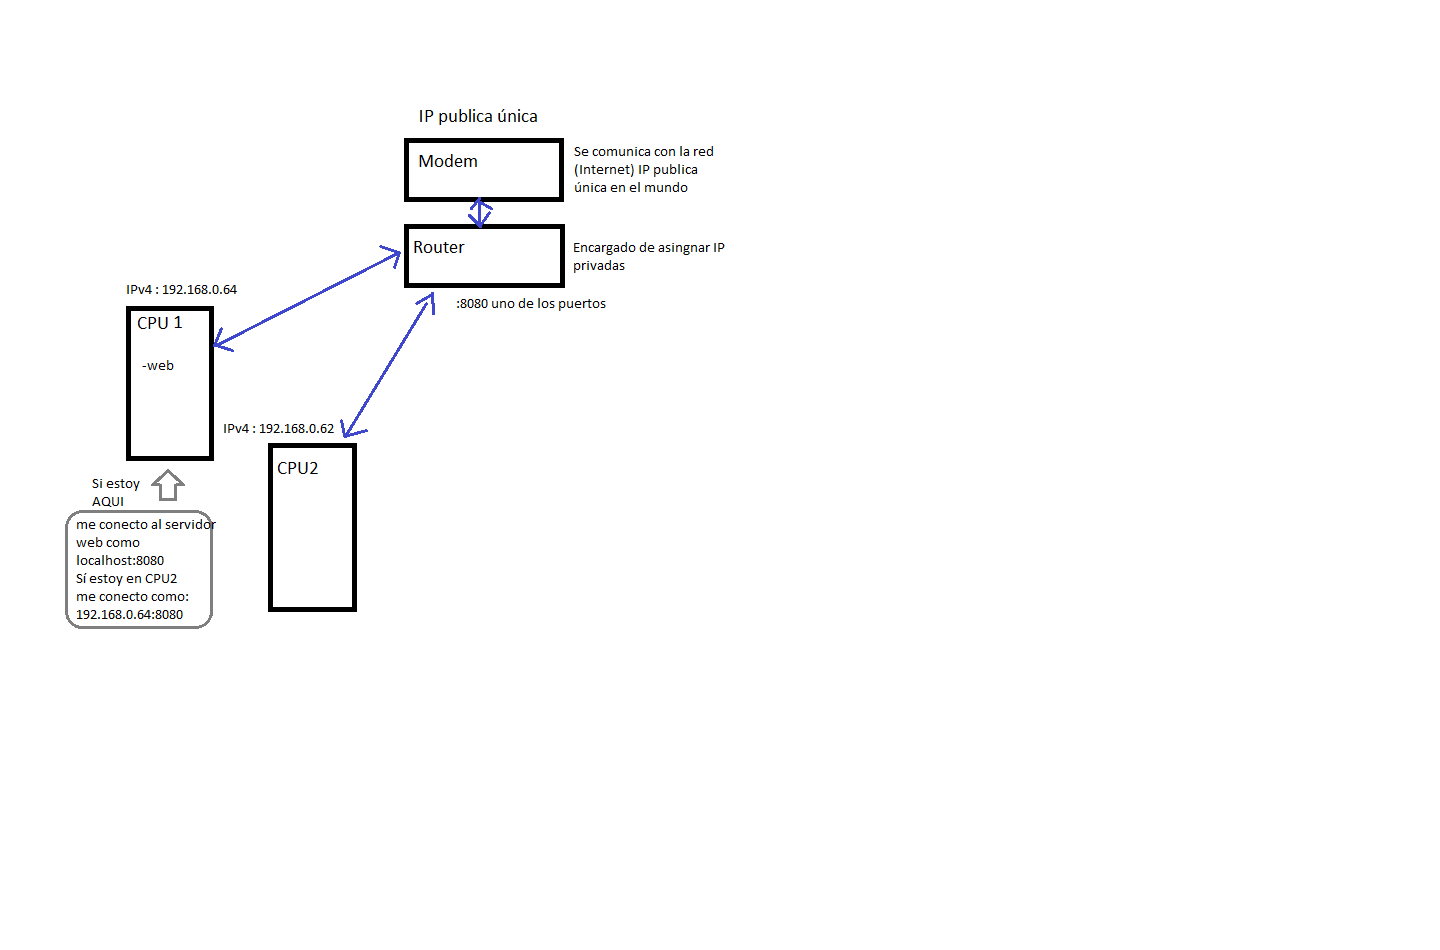 IP publica única
Modem
Se comunica con la red
(Internet) IP publica
única en el mundo
Router
Encargado de asingnar IP
privadas
:8080 uno de los puertos
IPv4 : 192.168.0.64
CPU 1
-web
IPv4 : 192.168.0.62
CPU2
Si estoy
AQUI
me conecto al servidor
web como
localhost:8080
Sí estoy en CPU2
me conecto como:
192.168.0.64:8080